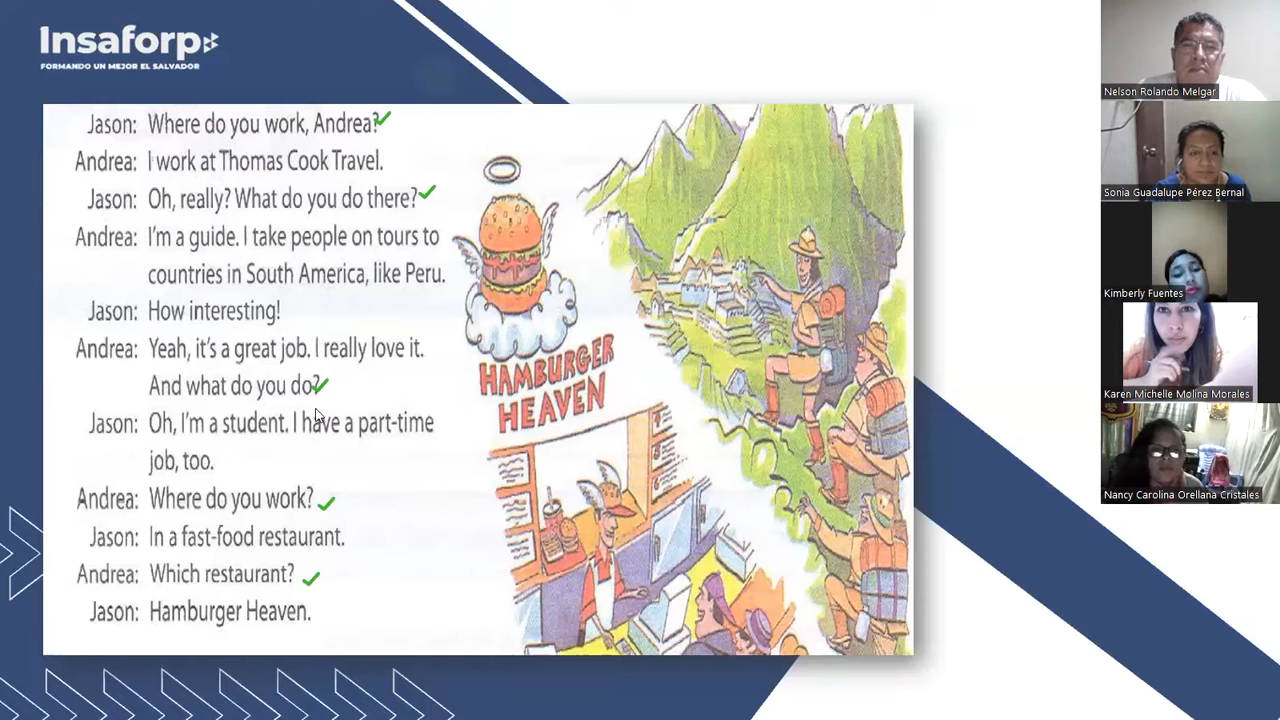 Insaforp
FORMANDO UN MEJOR EL SALVADOR
Jason: Where do you work, Andrea?
Andrea: I work at Thomas Cook Travel.
Jason: Oh, really? What do you do there?
Andrea: I'm a guide. I take people on tours to
countries in South America, like Peru.
Jason: How interesting!
Andrea: Yeah, it's a great job. I really love it.
And what do you do?
Jason: Oh, I'm a student. I have a part-time
job, too.
Andrea: Where do you work?
Jason: In a fast-food restaurant.
Andrea: Which restaurant?
Jason: Hamburger Heaven.
HAMBURGER
HEAVEN
Nelson Rolando Melgar
Sonia Guadalupe Pérez Bernal
Kimberly Fuentes
Karen Michelle Molina Morales
Nancy Carolina Orellana Cristales